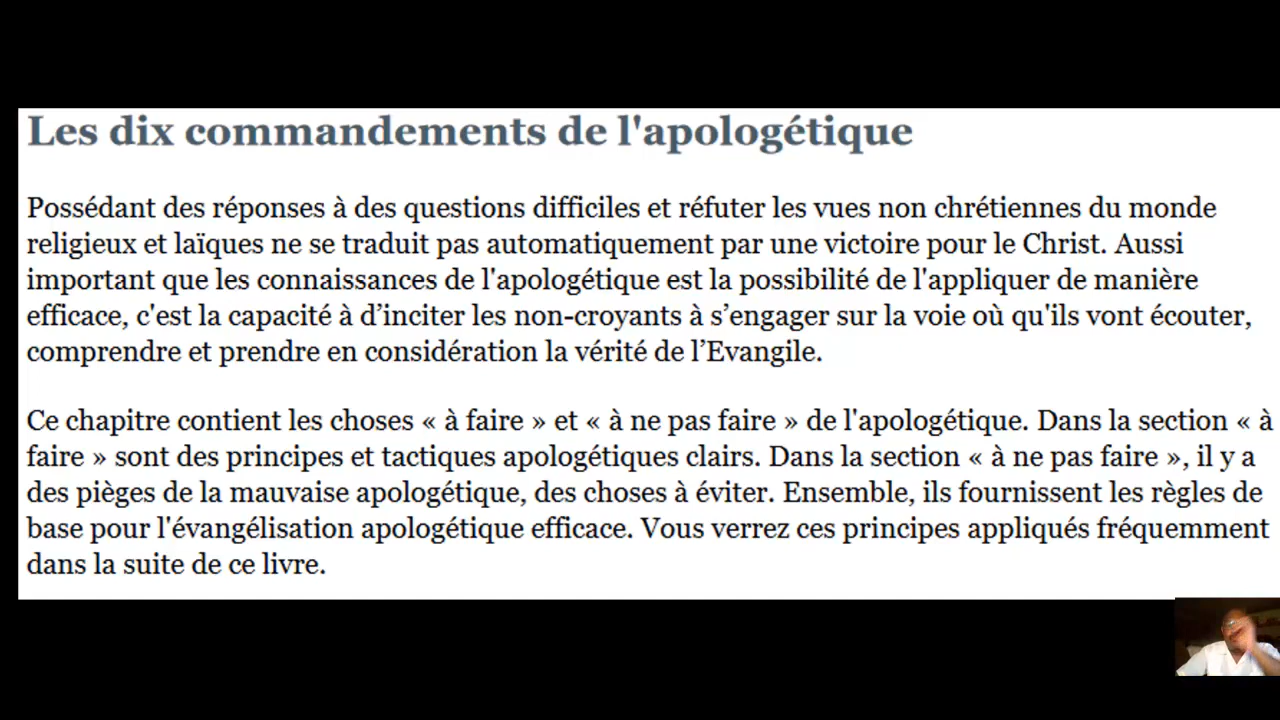 Les dix commandements de l'apologétique
Possédant des réponses à des questions difficiles et réfuter les vues non chrétiennes du monde
religieux et laïques ne se traduit pas automatiquement par une victoire pour le Christ. Aussi
important que les connaissances de l'apologétique est la possibilité de l'appliquer de manière
efficace, c'est la capacité à d’inciter les non-croyants à s’engager sur la voie où qu'ils vont écouter,
comprendre et prendre en considération la vérité de l’Evangile.
Ce chapitre contient les choses « à faire » et « à ne pas faire » de l'apologétique. Dans la section « à
faire » sont des principes et tactiques apologétiques clairs. Dans la section « à ne pas faire », il y a
des pièges de la mauvaise apologétique, des choses à éviter. Ensemble, ils fournissent les règles de
base pour l'évangélisation apologétique efficace. Vous verrez ces principes appliqués fréquemment
dans la suite de ce livre.